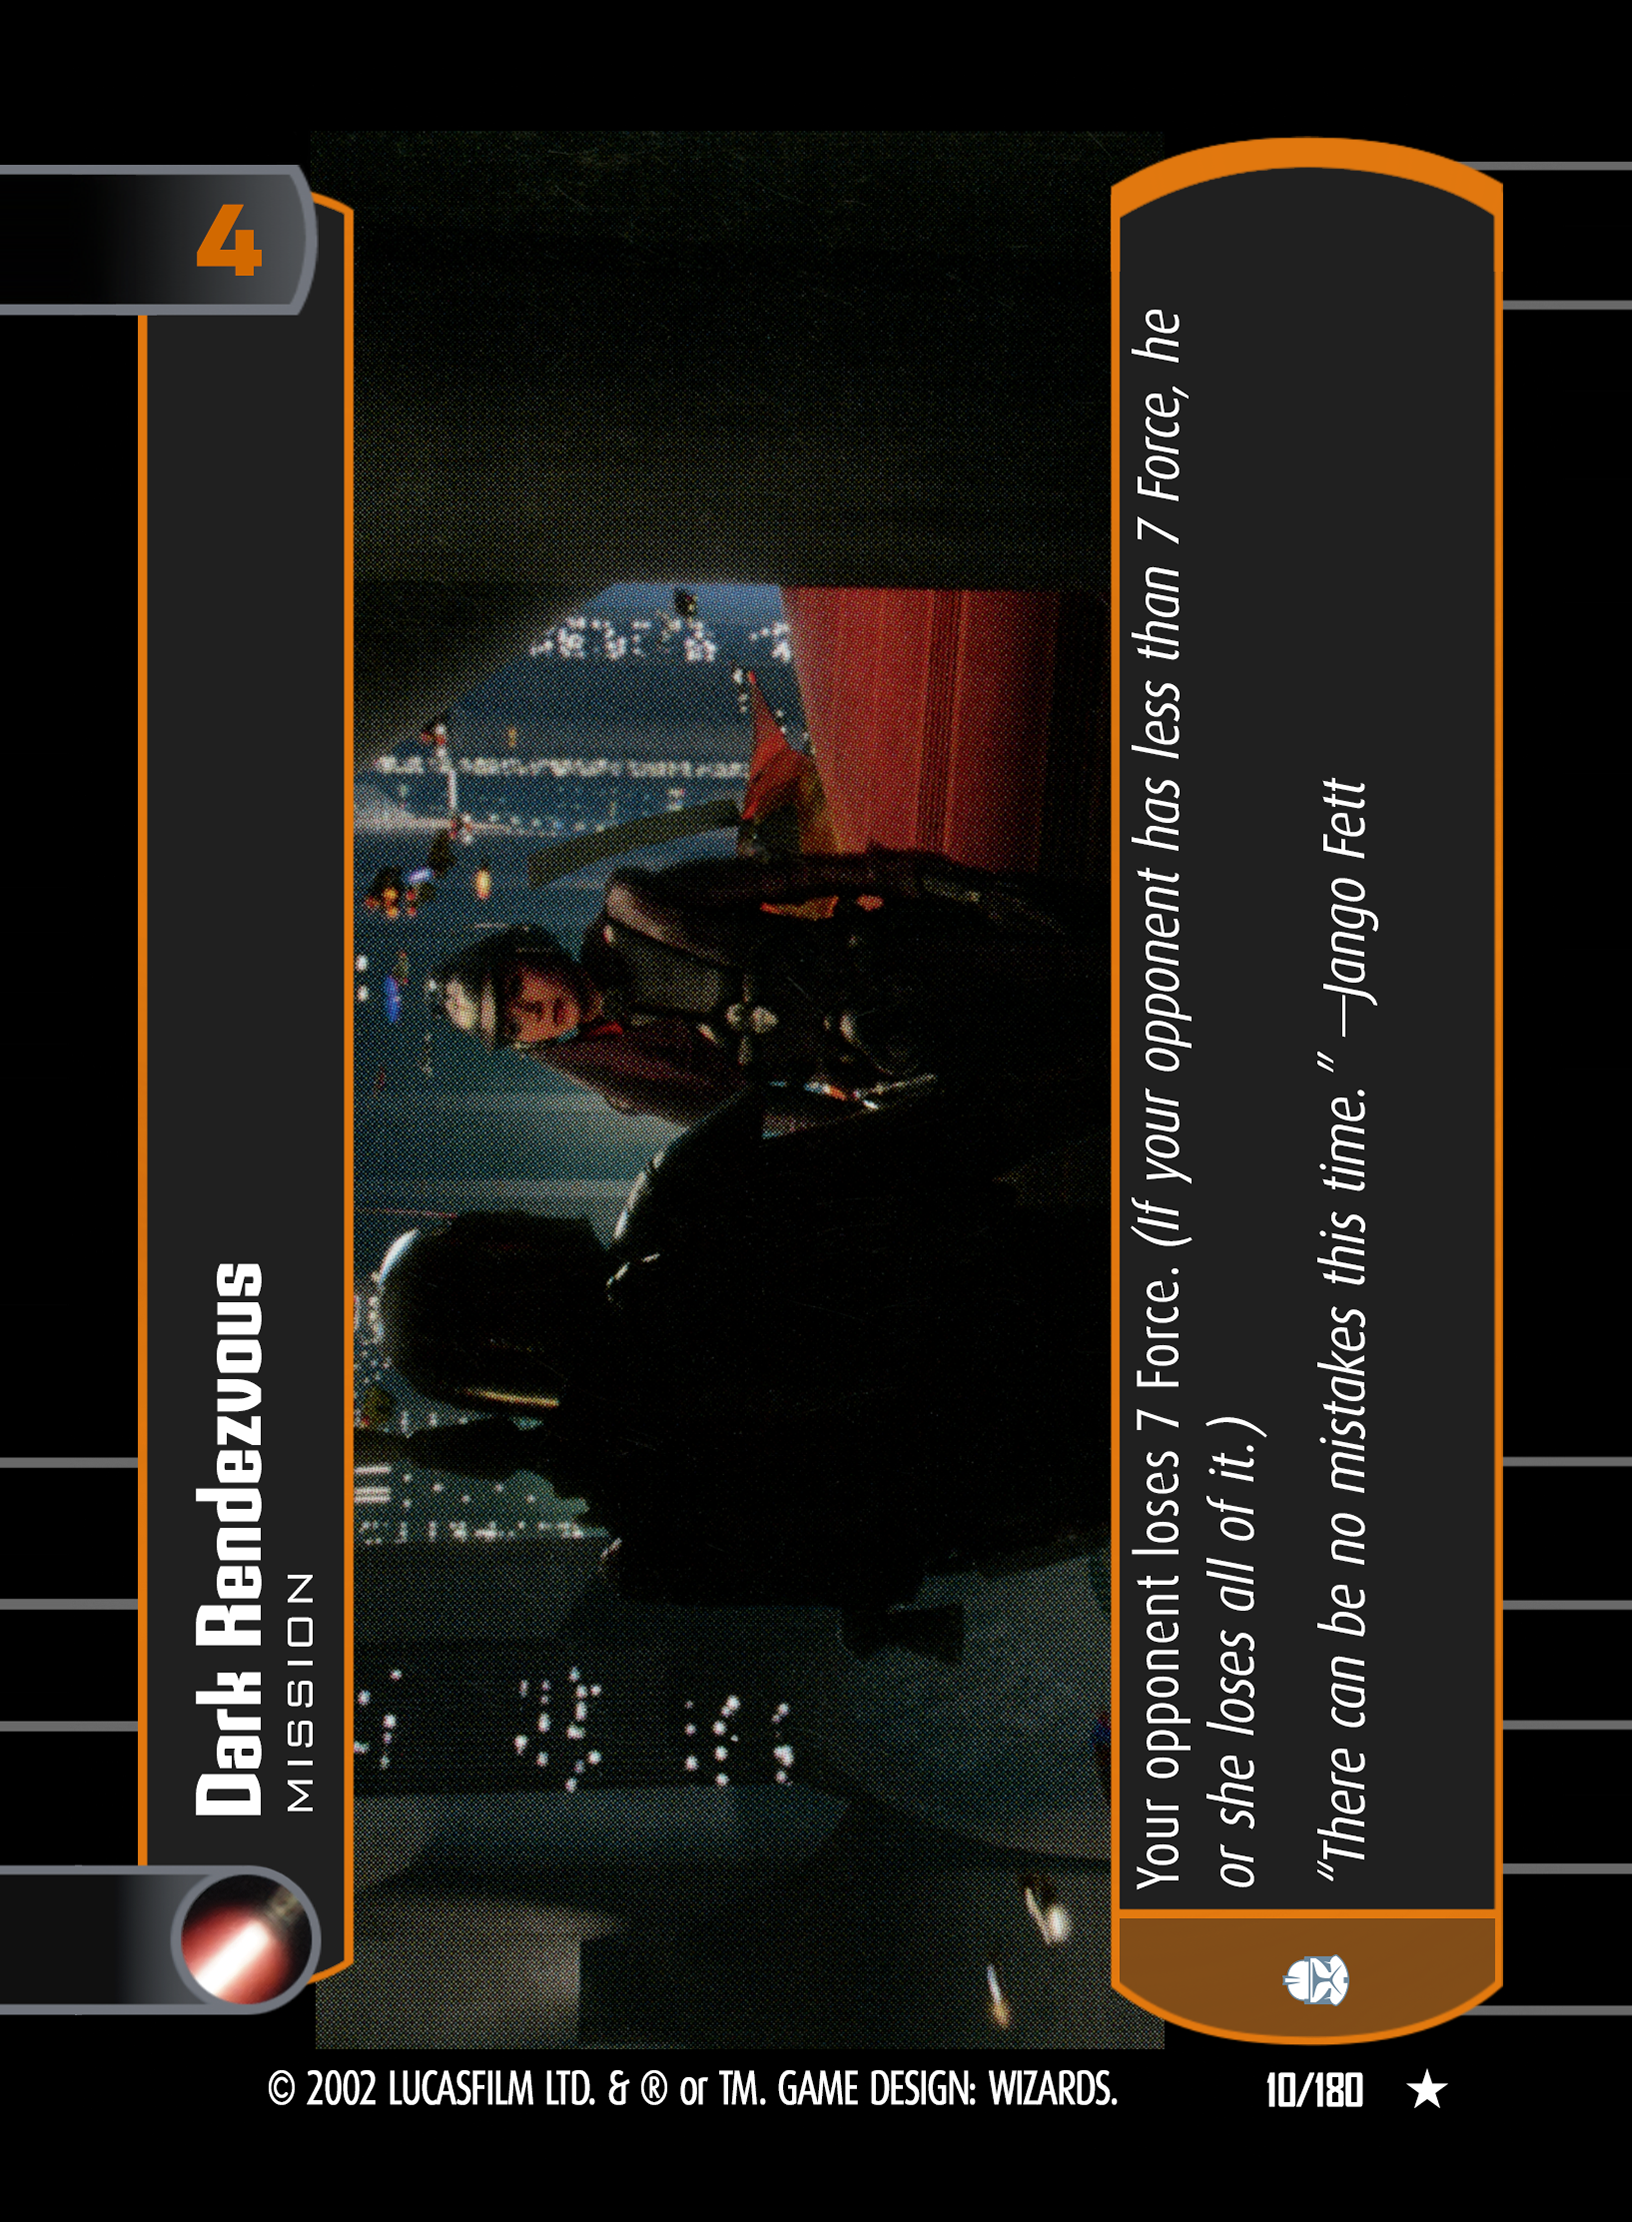 4
Dark Rendezvous
MISSION
Your opponent loses 7 Force. (If your opponent has less than 7 Force, he
or she loses all of it.)
“There can be no mistakes this time.” —Jango Fett
© 2002 LUCASFILM LTD. & ® or TM. GAME DESIGN: WIZARDS.
10/180 ★